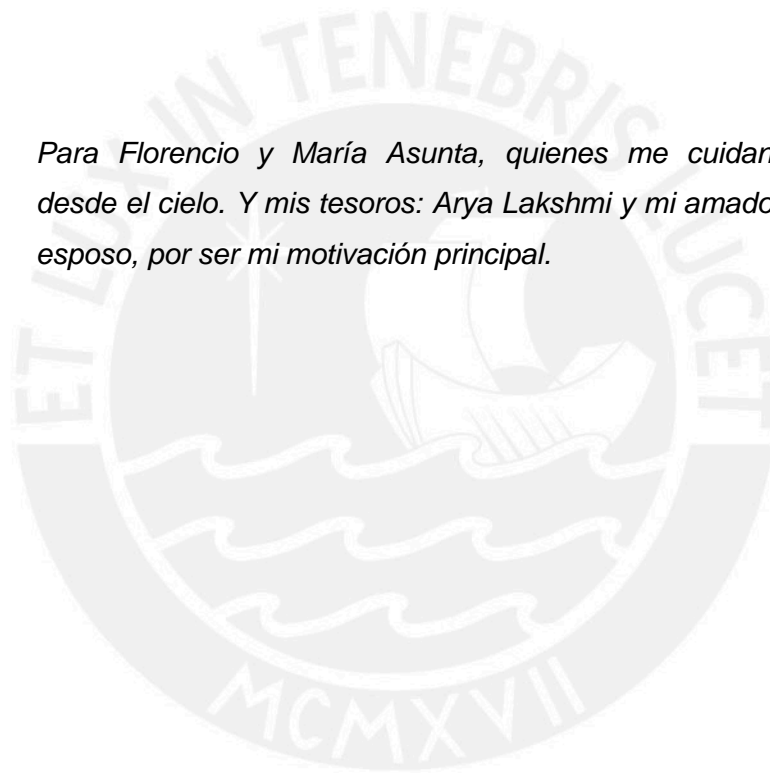 Para Florencio y María Asunta, quienes me cuidan
desde el cielo. Y mis tesoros: Arya Lakshmi y mi amado
esposo, por ser mi motivación principal.
ET LUX IN TENEBRIS LUCET
MCMXVII